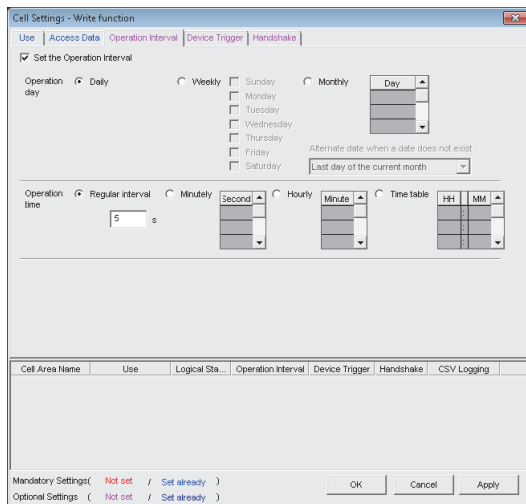 Cell Settings - Write function
Use Access Data Operation Interval Device Trigger Handshake
Set the Operation Interval
Operation day Daily Weekly Sunday Monthly Day
Monday
Tuesday
Wednesday
Thursday Alternate date when a date does not exist
Friday
Saturday Last day of the current month
Operation time Regular interval Minutely Second Hourly Minute Time table HH MM
5 s : : :
Cell Area Name Use Logical Sta... Operation Interval Device Trigger Handshake CSV Logging
Mandatory Settings( Not set / Set already )
Optional Settings ( Not set / Set already )
OK Cancel Apply